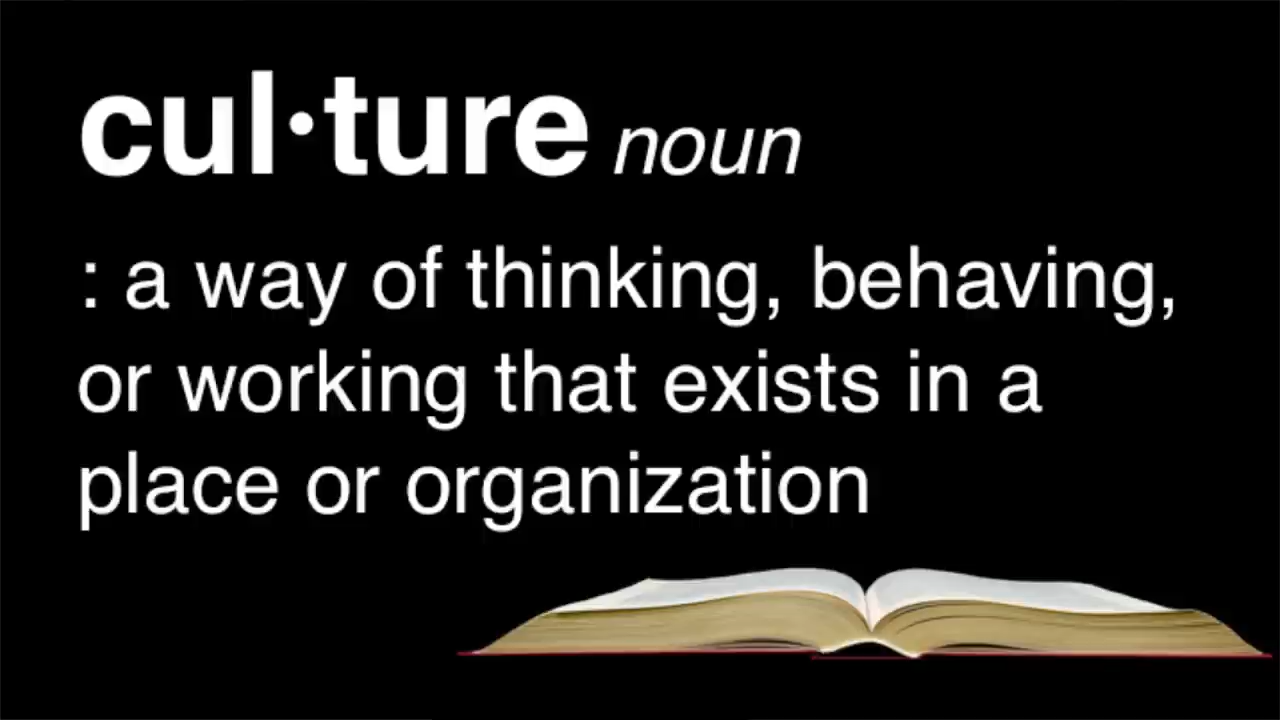 cul·ture noun
: a way of thinking, behaving,
or working that exists in a
place or organization